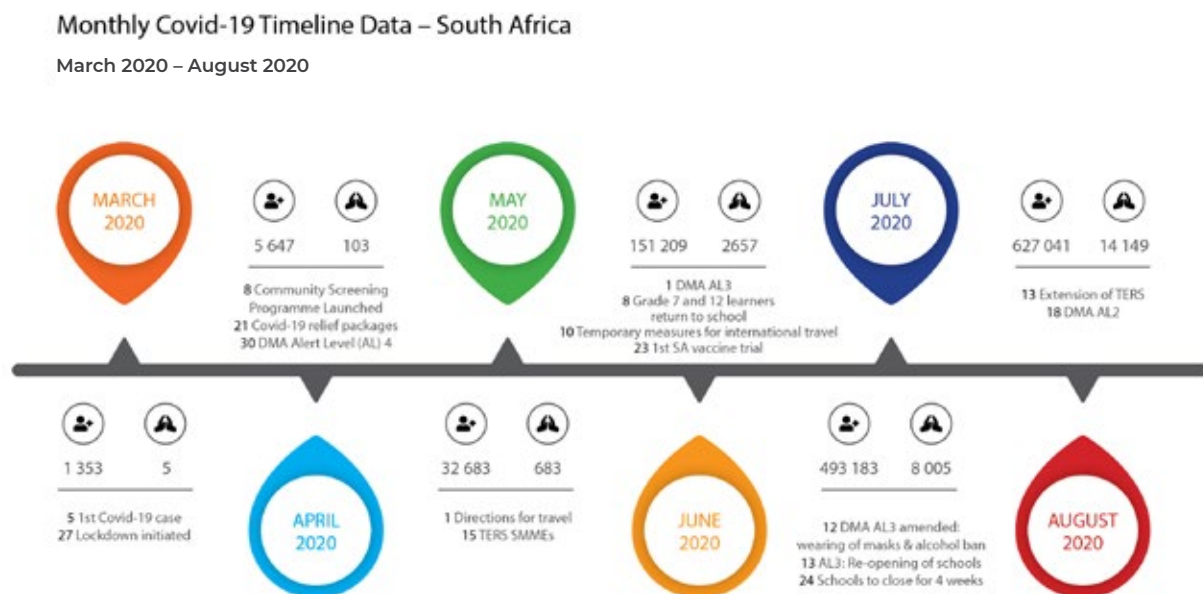 Monthly Covid-19 Timeline Data – South Africa
March 2020 – August 2020
MARCH
2020
5 647 103
8 Community Screening
Programme Launched
21 Covid-19 relief packages
30 DMA Alert Level (AL) 4
MAY
2020
151 209 2657
1 DMA AL3
8 Grade 7 and 12 learners
return to school
10 Temporary measures for international travel
23 1st SA vaccine trial
JULY
2020
627 041 14 149
13 Extension of TERS
18 DMA AL2
1 353 5
5 1st Covid-19 case
27 Lockdown initiated
APRIL
2020
32 683 683
1 Directions for travel
15 TERS SMMEs
JUNE
2020
493 183 8 005
12 DMA AL3 amended:
wearing of masks & alcohol ban
13 AL3: Re-opening of schools
24 Schools to close for 4 weeks
AUGUST
2020